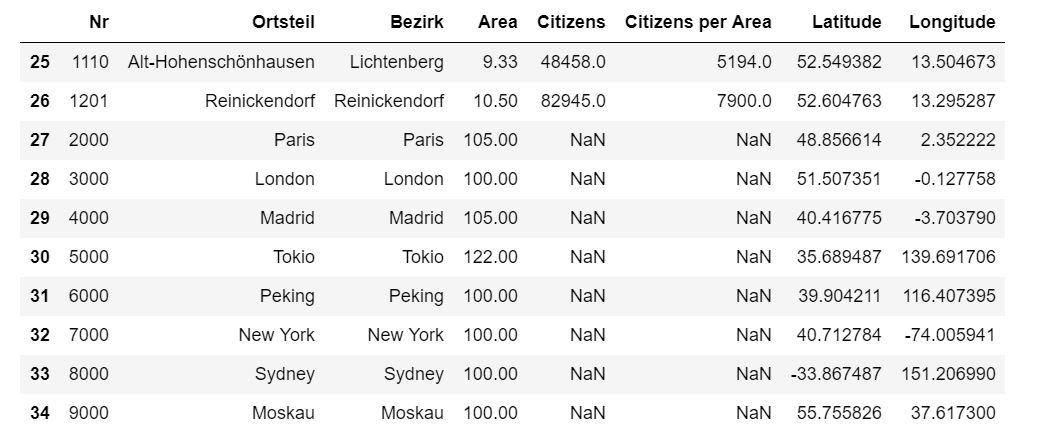 Nr Ortsteil Bezirk Area Citizens Citizens per Area Latitude Longitude
25 1110 Alt-Hohenschönhausen Lichtenberg 9.33 48458.0 5194.0 52.549382 13.504673
26 1201 Reinickendorf Reinickendorf 10.50 82945.0 7900.0 52.604763 13.295287
27 2000 Paris Paris 105.00 NaN NaN 48.856614 2.352222
28 3000 London London 100.00 NaN NaN 51.507351 -0.127758
29 4000 Madrid Madrid 105.00 NaN NaN 40.416775 -3.703790
30 5000 Tokio Tokio 122.00 NaN NaN 35.689487 139.691706
31 6000 Peking Peking 100.00 NaN NaN 39.904211 116.407395
32 7000 New York New York 100.00 NaN NaN 40.712784 -74.005941
33 8000 Sydney Sydney 100.00 NaN NaN -33.867487 151.206990
34 9000 Moskau Moskau 100.00 NaN NaN 55.755826 37.617300